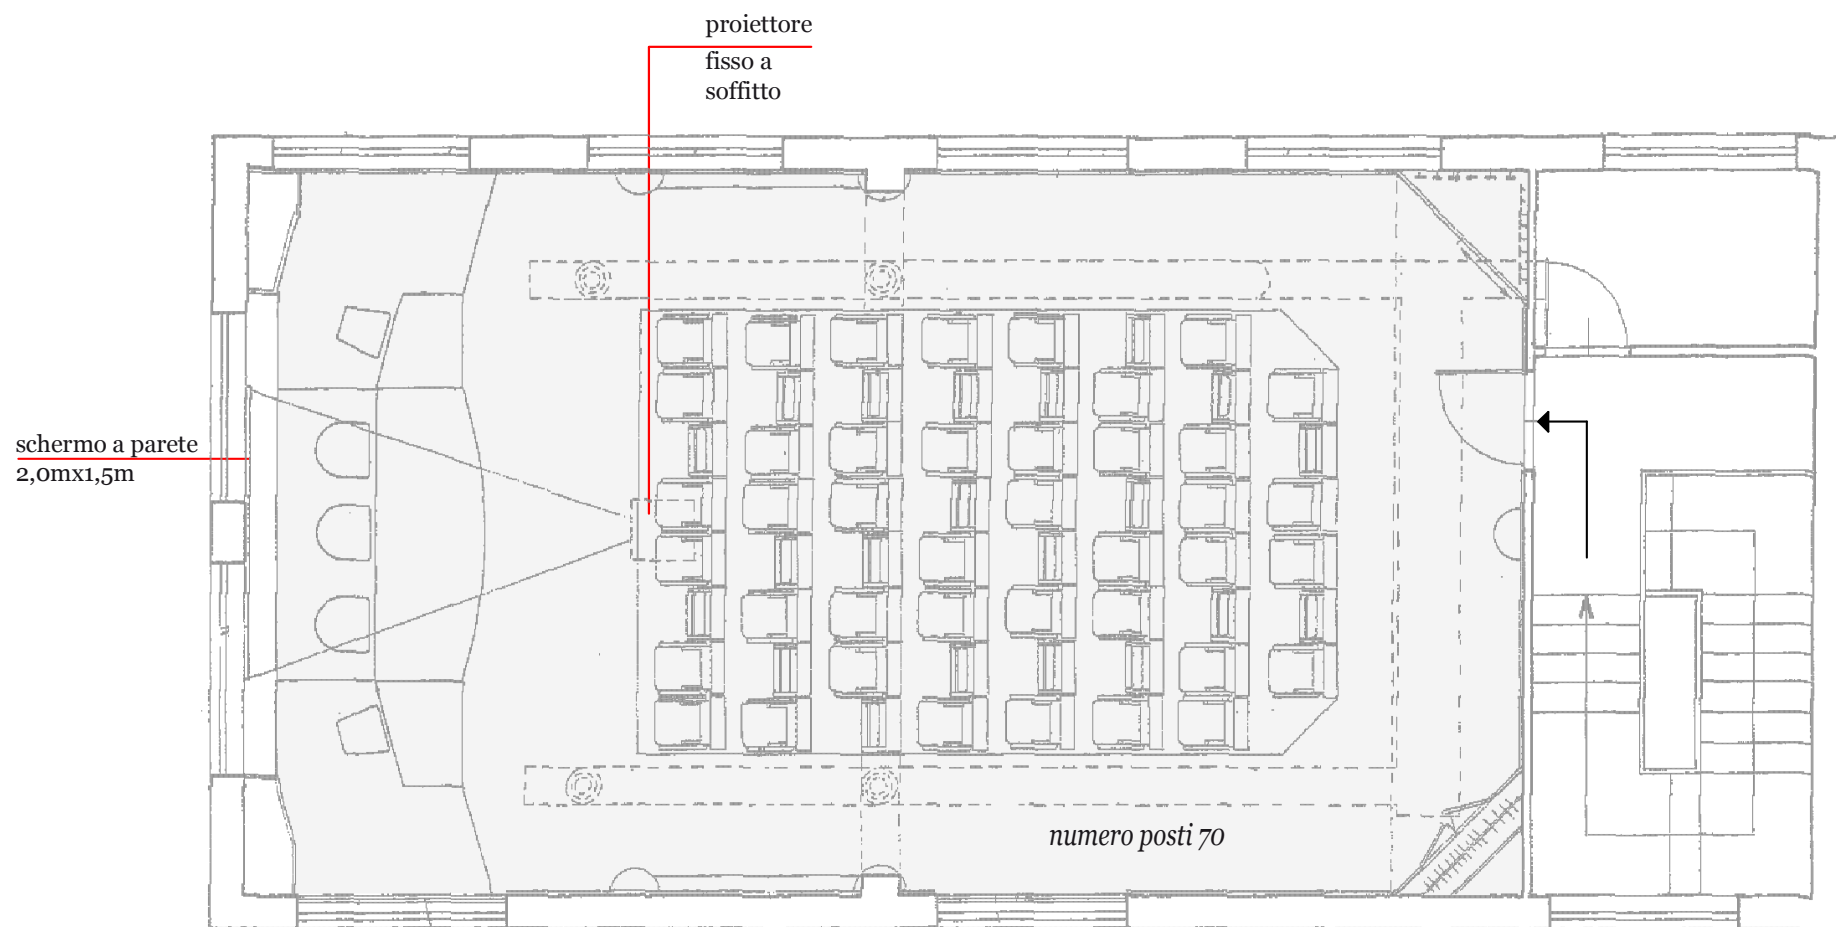 proiettore
fisso a
soffitto
schermo a parete
2,0mx1,5m
numero posti 70